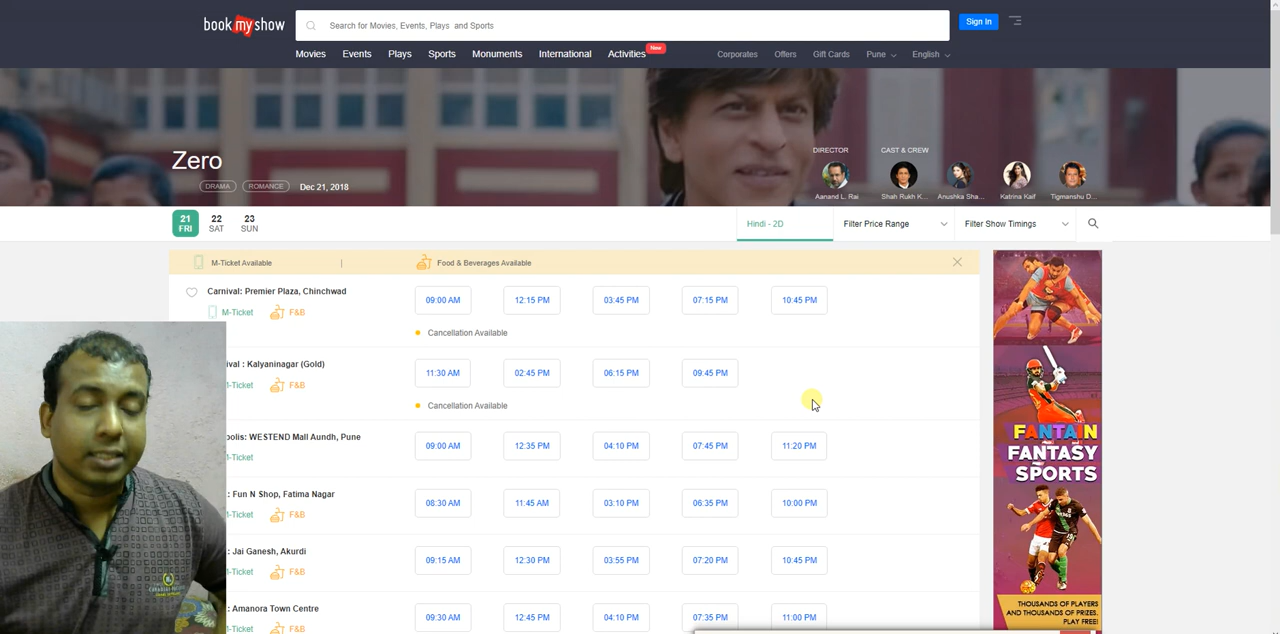 book my show
Search for Movies, Events, Plays and Sports
Sign In
Movies Events Plays Sports Monuments International Activities New
Corporates Offers Gift Cards Pune English
Zero
DRAMA ROMANCE Dec 21, 2018
DIRECTOR CAST & CREW
Aanand L. Rai Shah Rukh K... Anushka Sha... Katrina Kaif Tigmanshu D...
21 22 23
FRI SAT SUN
Hindi - 2D Filter Price Range Filter Show Timings
M-Ticket Available | Food & Beverages Available
Carnival: Premier Plaza, Chinchwad 09:00 AM 12:15 PM 03:45 PM 07:15 PM 10:45 PM
M-Ticket F&B
Cancellation Available
ival : Kalyaninagar (Gold) 11:30 AM 02:45 PM 06:15 PM 09:45 PM
M-Ticket F&B
Cancellation Available
polis: WESTEND Mall Aundh, Pune 09:00 AM 12:35 PM 04:10 PM 07:45 PM 11:20 PM
M-Ticket
: Fun N Shop, Fatima Nagar 08:30 AM 11:45 AM 03:10 PM 06:35 PM 10:00 PM
M-Ticket F&B
: Jai Ganesh, Akurdi 09:15 AM 12:30 PM 03:55 PM 07:20 PM 10:45 PM
M-Ticket F&B
: Amanora Town Centre 09:30 AM 12:45 PM 04:10 PM 07:35 PM 11:00 PM
M-Ticket F&B
FANTAIN
FANTASY
SPORTS
THOUSANDS OF PLAYERS
AND THOUSANDS OF PRIZES.
PLAY FREE!